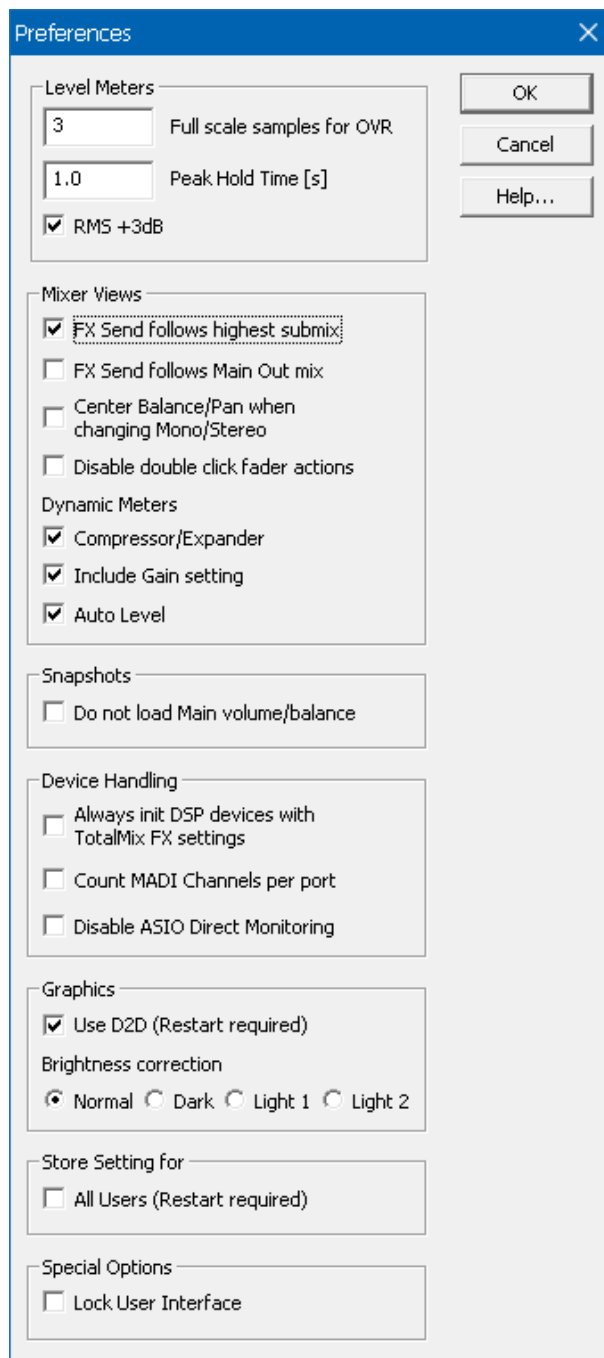 Preferences
Level Meters
OK
3 Full scale samples for OVR
Cancel
1.0 Peak Hold Time [s]
Help...
RMS +3dB
Mixer Views
FX Send follows highest submix
FX Send follows Main Out mix
Center Balance/Pan when
changing Mono/Stereo
Disable double click fader actions
Dynamic Meters
Compressor/Expander
Include Gain setting
Auto Level
Snapshots
Do not load Main volume/balance
Device Handling
Always init DSP devices with
TotalMix FX settings
Count MADI Channels per port
Disable ASIO Direct Monitoring
Graphics
Use D2D (Restart required)
Brightness correction
Normal Dark Light 1 Light 2
Store Setting for
All Users (Restart required)
Special Options
Lock User Interface